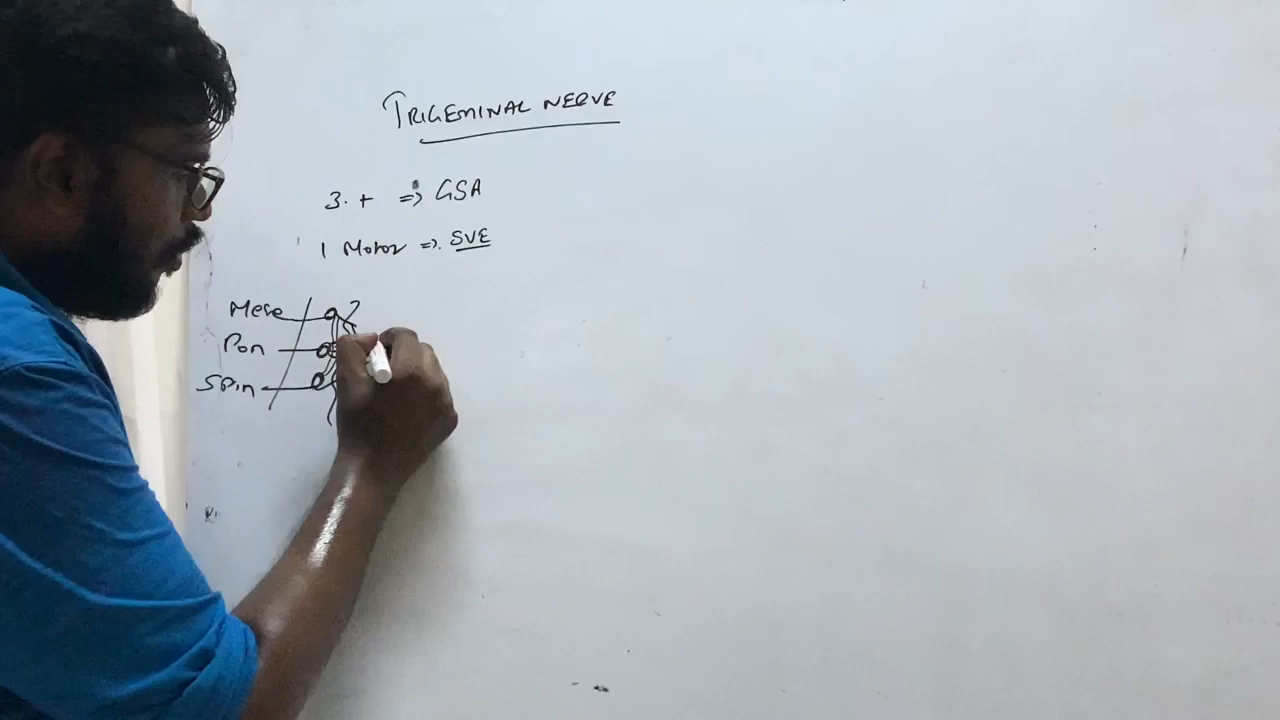 TRIGEMINAL NERVE
3. + => GSA
1 Motor =>. SVE
Mese
Pon
Spin